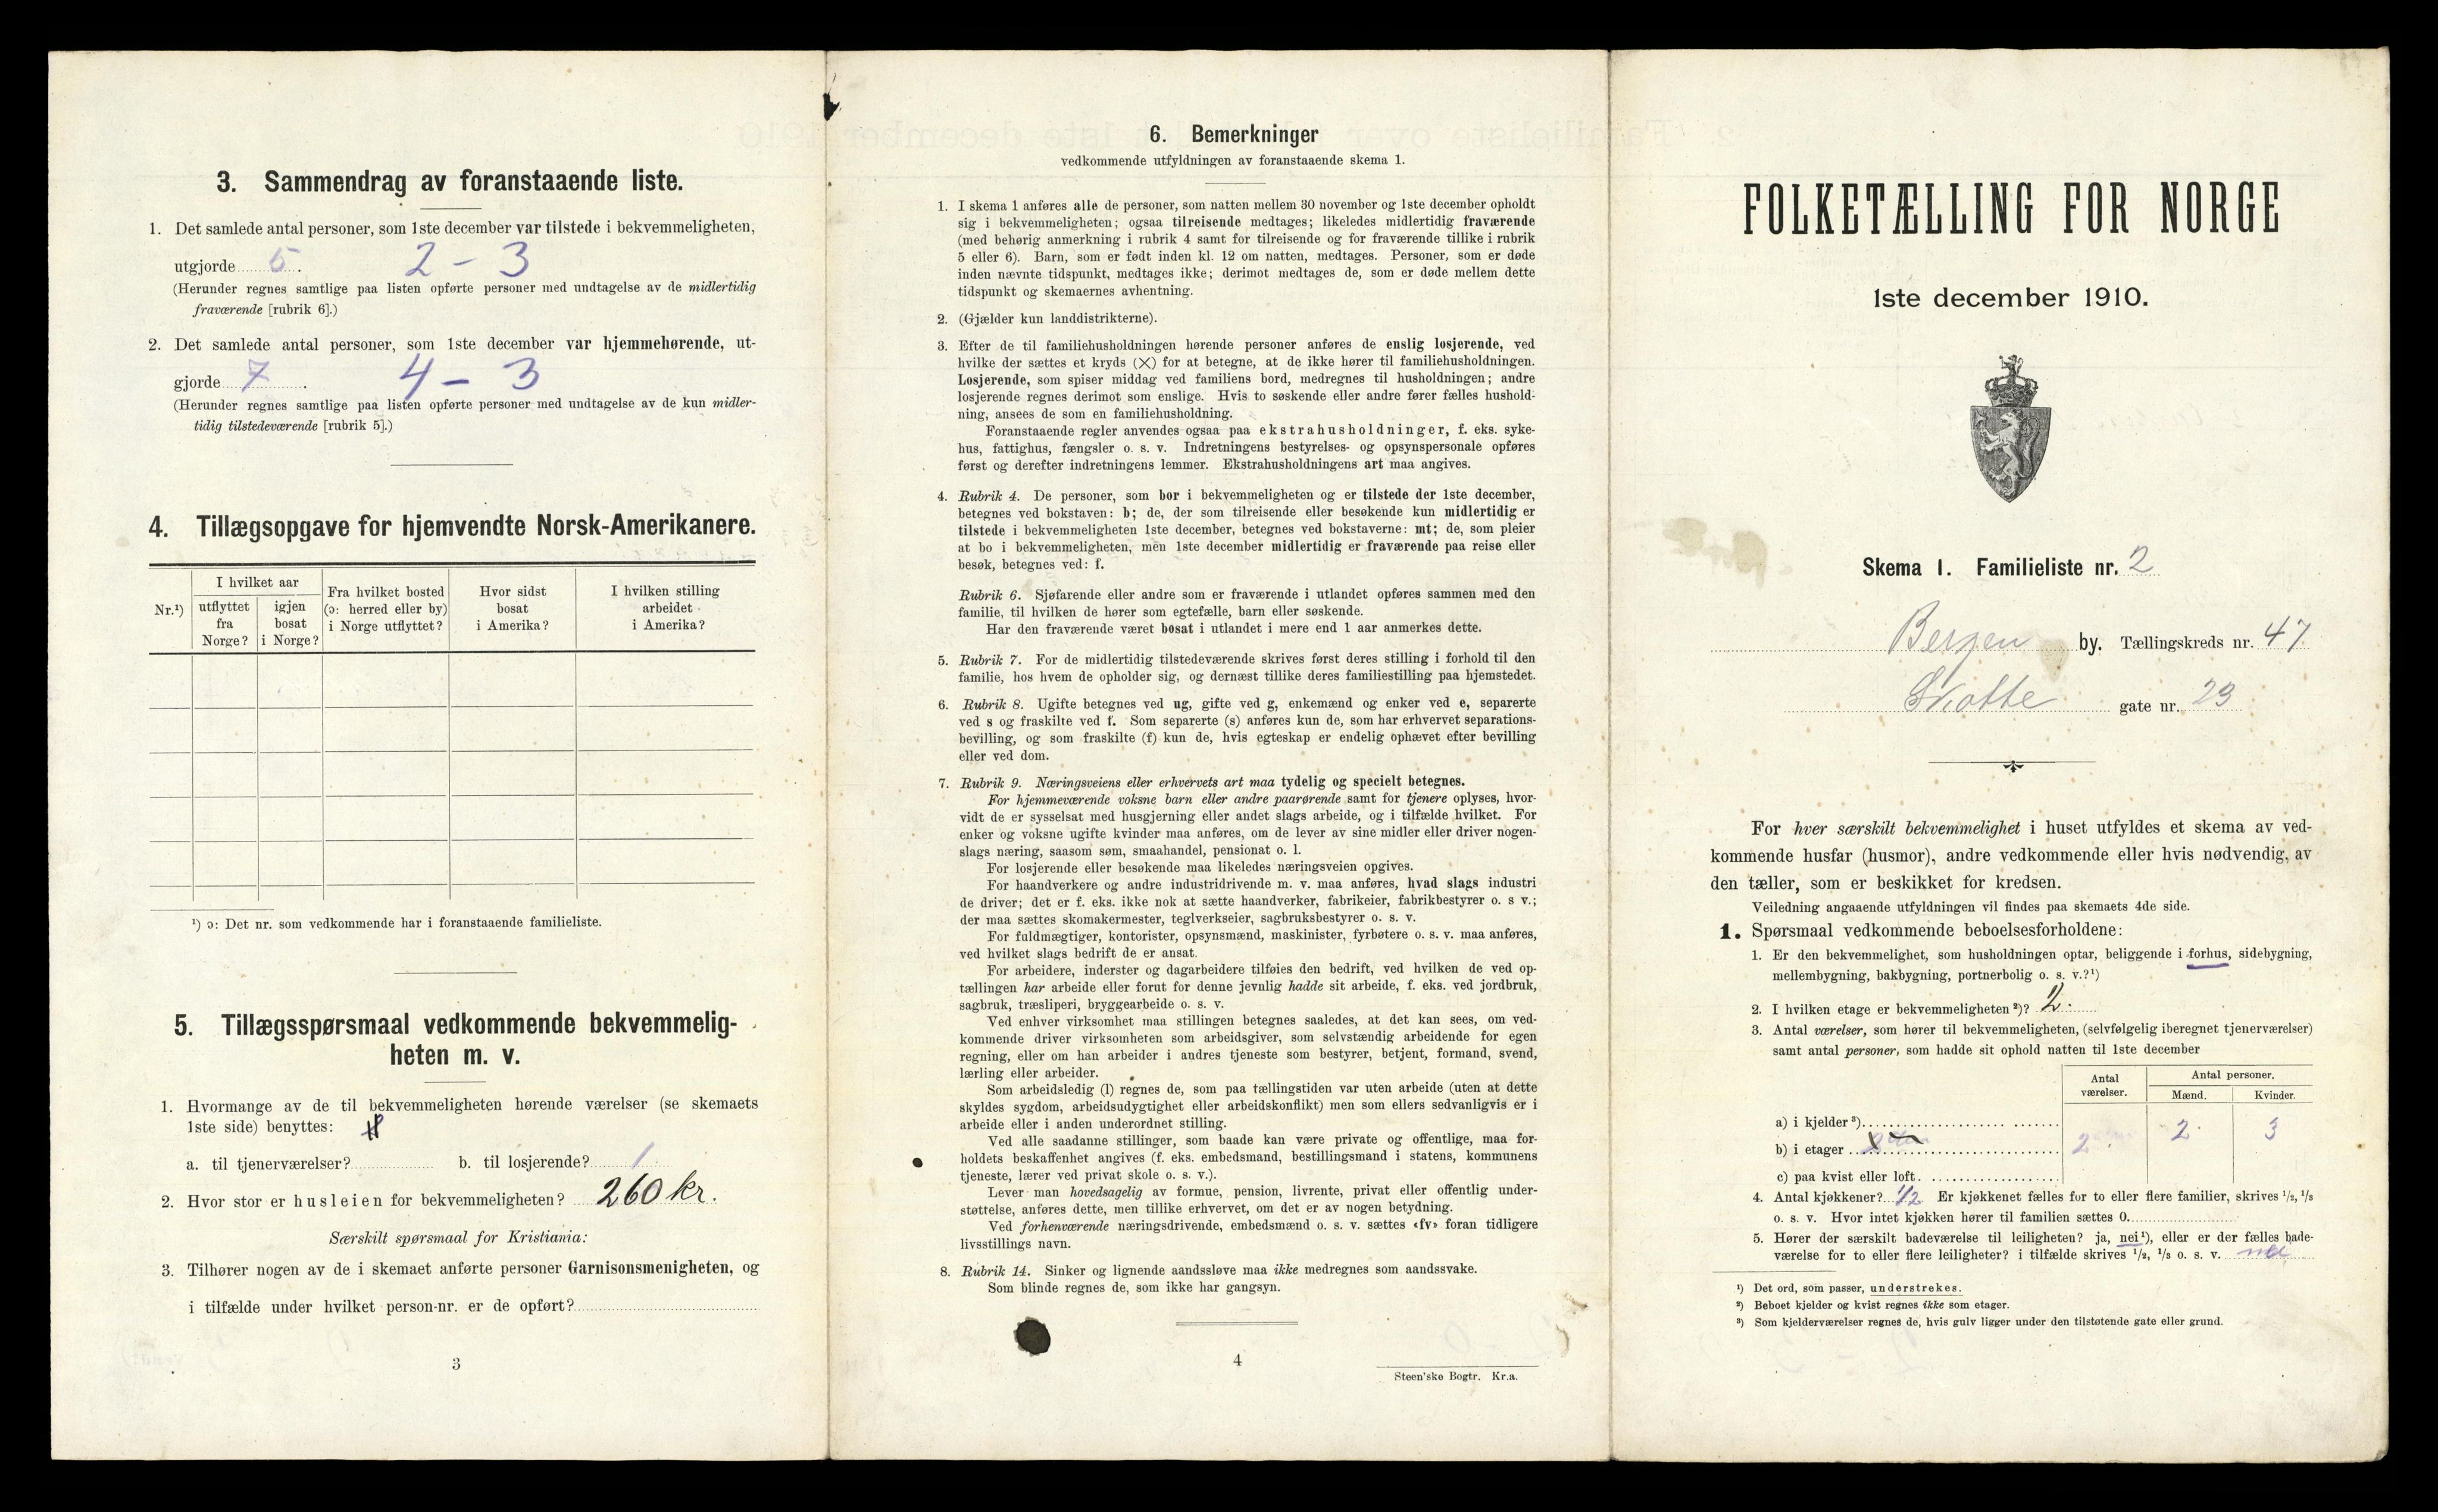 3. Sammendrag av foranstaaende liste.
1. Det samlede antal personer, som 1ste december var tilstede i bekvemmeligheten,
utgjorde 5. 2 - 3
(Herunder regnes samtlige paa listen opførte personer med undtagelse av de midlertidig
fraværende [rubrik 6].)
2. Det samlede antal personer, som 1ste december var hjemmehørende, ut-
gjorde 7. 4 - 3
(Herunder regnes samtlige paa listen opførte personer med undtagelse av de kun midler-
tidig tilstedeværende [rubrik 5].)
4. Tillægsopgave for hjemvendte Norsk-Amerikanere.
Nr.¹)
I hvilket aar
utflyttet
fra
Norge?
igjen
bosat
i Norge?
Fra hvilket bosted
(ɔ: herred eller by)
i Norge utflyttet?
Hvor sidst
bosat
i Amerika?
I hvilken stilling
arbeidet
i Amerika?
¹) ɔ: Det nr. som vedkommende har i foranstaaende familieliste.
5. Tillægsspørsmaal vedkommende bekvemmelig-
heten m. v.
1. Hvormange av de til bekvemmeligheten hørende værelser (se skemaets
1ste side) benyttes:
a. til tjenerværelser? b. til losjerende? 1
2. Hvor stor er husleien for bekvemmeligheten? 260 kr.
Særskilt spørsmaal for Kristiania:
3. Tilhører nogen av de i skemaet anførte personer Garnisonsmenigheten, og
i tilfælde under hvilket person-nr. er de opført?
3
6. Bemerkninger
vedkommende utfyldningen av foranstaaende skema 1.
1. I skema 1 anføres alle de personer, som natten mellem 30 november og 1ste december opholdt
sig i bekvemmeligheten; ogsaa tilreisende medtages; likeledes midlertidig fraværende
(med behørig anmerkning i rubrik 4 samt for tilreisende og for fraværende tillike i rubrik
5 eller 6). Barn, som er født inden kl. 12 om natten, medtages. Personer, som er døde
inden nævnte tidspunkt, medtages ikke; derimot medtages de, som er døde mellem dette
tidspunkt og skemaernes avhentning.
2. (Gjælder kun landdistrikterne).
3. Efter de til familiehusholdningen hørende personer anføres de enslig losjerende, ved
hvilke der sættes et kryds (✕) for at betegne, at de ikke hører til familiehusholdningen.
Losjerende, som spiser middag ved familiens bord, medregnes til husholdningen; andre
losjerende regnes derimot som enslige. Hvis to søskende eller andre fører fælles hushold-
ning, ansees de som en familiehusholdning.
Foranstaaende regler anvendes ogsaa paa ekstrahusholdninger, f. eks. syke-
hus, fattighus, fængsler o. s. v. Indretningens bestyrelses- og opsynspersonale opføres
først og derefter indretningens lemmer. Ekstrahusholdningens art maa angives.
4. Rubrik 4. De personer, som bor i bekvemmeligheten og er tilstede der 1ste december,
betegnes ved bokstaven: b; de, der som tilreisende eller besøkende kun midlertidig er
tilstede i bekvemmeligheten 1ste december, betegnes ved bokstaverne: mt; de, som pleier
at bo i bekvemmeligheten, men 1ste december midlertidig er fraværende paa reise eller
besøk, betegnes ved: f.
Rubrik 6. Sjøfarende eller andre som er fraværende i utlandet opføres sammen med den
familie, til hvilken de hører som egtefælle, barn eller søskende.
Har den fraværende været bosat i utlandet i mere end 1 aar anmerkes dette.
5. Rubrik 7. For de midlertidig tilstedeværende skrives først deres stilling i forhold til den
familie, hos hvem de opholder sig, og dernæst tillike deres familiestilling paa hjemstedet.
6. Rubrik 8. Ugifte betegnes ved ug, gifte ved g, enkemænd og enker ved e, separerte
ved s og fraskilte ved f. Som separerte (s) anføres kun de, som har erhvervet separations-
bevilling, og som fraskilte (f) kun de, hvis egteskap er endelig ophævet efter bevilling
eller ved dom.
7. Rubrik 9. Næringsveiens eller erhvervets art maa tydelig og specielt betegnes.
For hjemmeværende voksne barn eller andre paarørende samt for tjenere oplyses, hvor-
vidt de er sysselsat med husgjerning eller andet slags arbeide, og i tilfælde hvilket. For
enker og voksne ugifte kvinder maa anføres, om de lever av sine midler eller driver nogen-
slags næring, saasom søm, smaahandel, pensionat o. l.
For losjerende eller besøkende maa likeledes næringsveien opgives.
For haandverkere og andre industridrivende m. v. maa anføres, hvad slags industri
de driver; det er f. eks. ikke nok at sætte haandverker, fabrikeier, fabrikbestyrer o. s v.;
der maa sættes skomakermester, teglverkseier, sagbruksbestyrer o. s. v.
For fuldmægtiger, kontorister, opsynsmænd, maskinister, fyrbøtere o. s. v. maa anføres,
ved hvilket slags bedrift de er ansat.
For arbeidere, inderster og dagarbeidere tilføies den bedrift, ved hvilken de ved op-
tællingen har arbeide eller forut for denne jevnlig hadde sit arbeide, f. eks. ved jordbruk,
sagbruk, træsliperi, bryggearbeide o. s. v.
Ved enhver virksomhet maa stillingen betegnes saaledes, at det kan sees, om ved-
kommende driver virksomheten som arbeidsgiver, som selvstændig arbeidende for egen
regning, eller om han arbeider i andres tjeneste som bestyrer, betjent, formand, svend,
lærling eller arbeider.
Som arbeidsledig (l) regnes de, som paa tællingstiden var uten arbeide (uten at dette
skyldes sygdom, arbeidsudygtighet eller arbeidskonflikt) men som ellers sedvanligvis er i
arbeide eller i anden underordnet stilling.
Ved alle saadanne stillinger, som baade kan være private og offentlige, maa for-
holdets beskaffenhet angives (f. eks. embedsmand, bestillingsmand i statens, kommunens
tjeneste, lærer ved privat skole o. s. v.).
Lever man hovedsagelig av formue, pension, livrente, privat eller offentlig under-
støttelse, anføres dette, men tillike erhvervet, om det er av nogen betydning.
Ved forhenværende næringsdrivende, embedsmænd o. s. v. sættes «fv» foran tidligere
livsstillings navn.
8. Rubrik 14. Sinker og lignende aandssløve maa ikke medregnes som aandssvake.
Som blinde regnes de, som ikke har gangsyn.
4
Steen'ske Bogtr. Kr.a.
FOLKETÆLLING FOR NORGE
1ste december 1910.
Skema 1. Familieliste nr. 2
Bergen by. Tællingskreds nr. 47.
Skotte gate nr. 23
For hver særskilt bekvemmelighet i huset utfyldes et skema av ved-
kommende husfar (husmor), andre vedkommende eller hvis nødvendig, av
den tæller, som er beskikket for kredsen.
Veiledning angaaende utfyldningen vil findes paa skemaets 4de side.
1. Spørsmaal vedkommende beboelsesforholdene:
1. Er den bekvemmelighet, som husholdningen optar, beliggende i forhus, sidebygning,
mellembygning, bakbygning, portnerbolig o. s. v.?¹)
2. I hvilken etage er bekvemmeligheten²)? 2.
3. Antal værelser, som hører til bekvemmeligheten, (selvfølgelig iberegnet tjenerværelser)
samt antal personer, som hadde sit ophold natten til 1ste december
Antal
værelser.
Antal personer.
Mænd. Kvinder.
a) i kjelder³)
b) i etager 2 2 3
c) paa kvist eller loft.
4. Antal kjøkkener? 1/2 Er kjøkkenet fælles for to eller flere familier, skrives ¹/₂, ¹/₃
o. s. v. Hvor intet kjøkken hører til familien sættes 0.
5. Hører der særskilt badeværelse til leiligheten? ja, nei¹), eller er der fælles bade-
værelse for to eller flere leiligheter? i tilfælde skrives ¹/₂, ¹/₃ o. s. v. nei
¹) Det ord, som passer, understrekes.
²) Beboet kjelder og kvist regnes ikke som etager.
³) Som kjelderværelser regnes de, hvis gulv ligger under den tilstøtende gate eller grund.